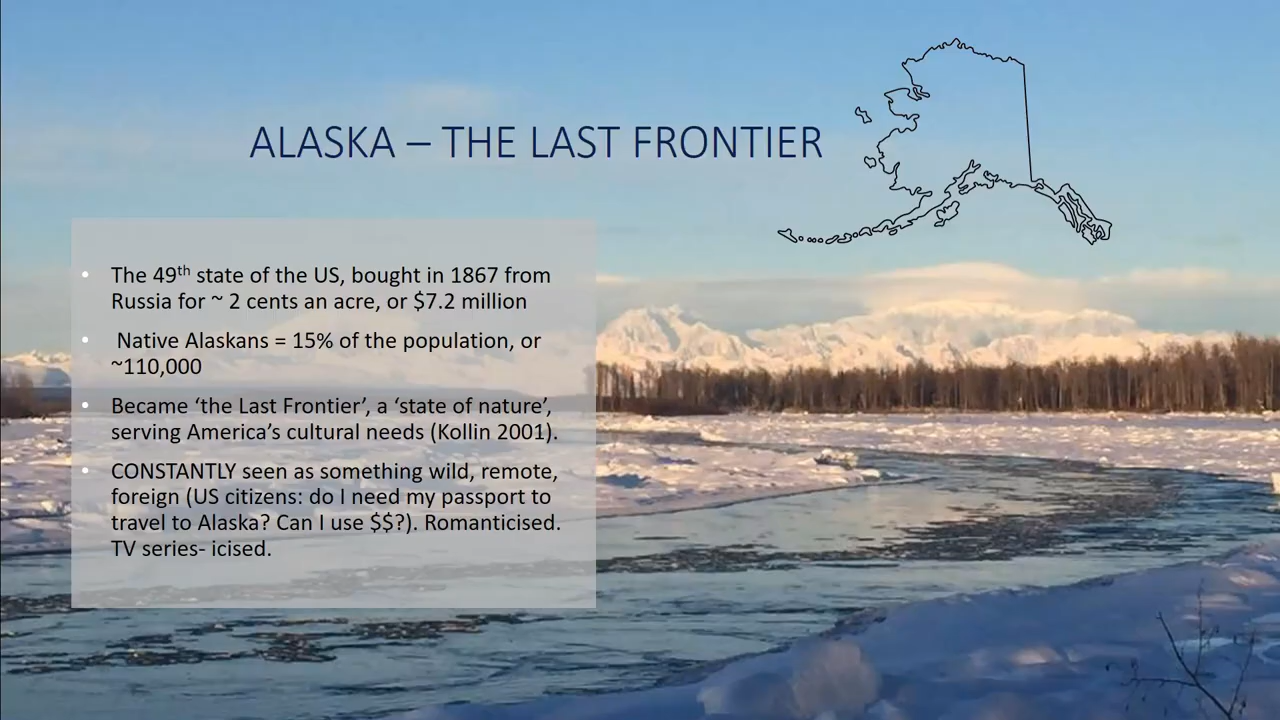 ALASKA – THE LAST FRONTIER
• The 49th state of the US, bought in 1867 from
Russia for ~ 2 cents an acre, or $7.2 million
• Native Alaskans = 15% of the population, or
~110,000
• Became ‘the Last Frontier’, a ‘state of nature’,
serving America’s cultural needs (Kollin 2001).
• CONSTANTLY seen as something wild, remote,
foreign (US citizens: do I need my passport to
travel to Alaska? Can I use $$?). Romanticised.
TV series- icised.